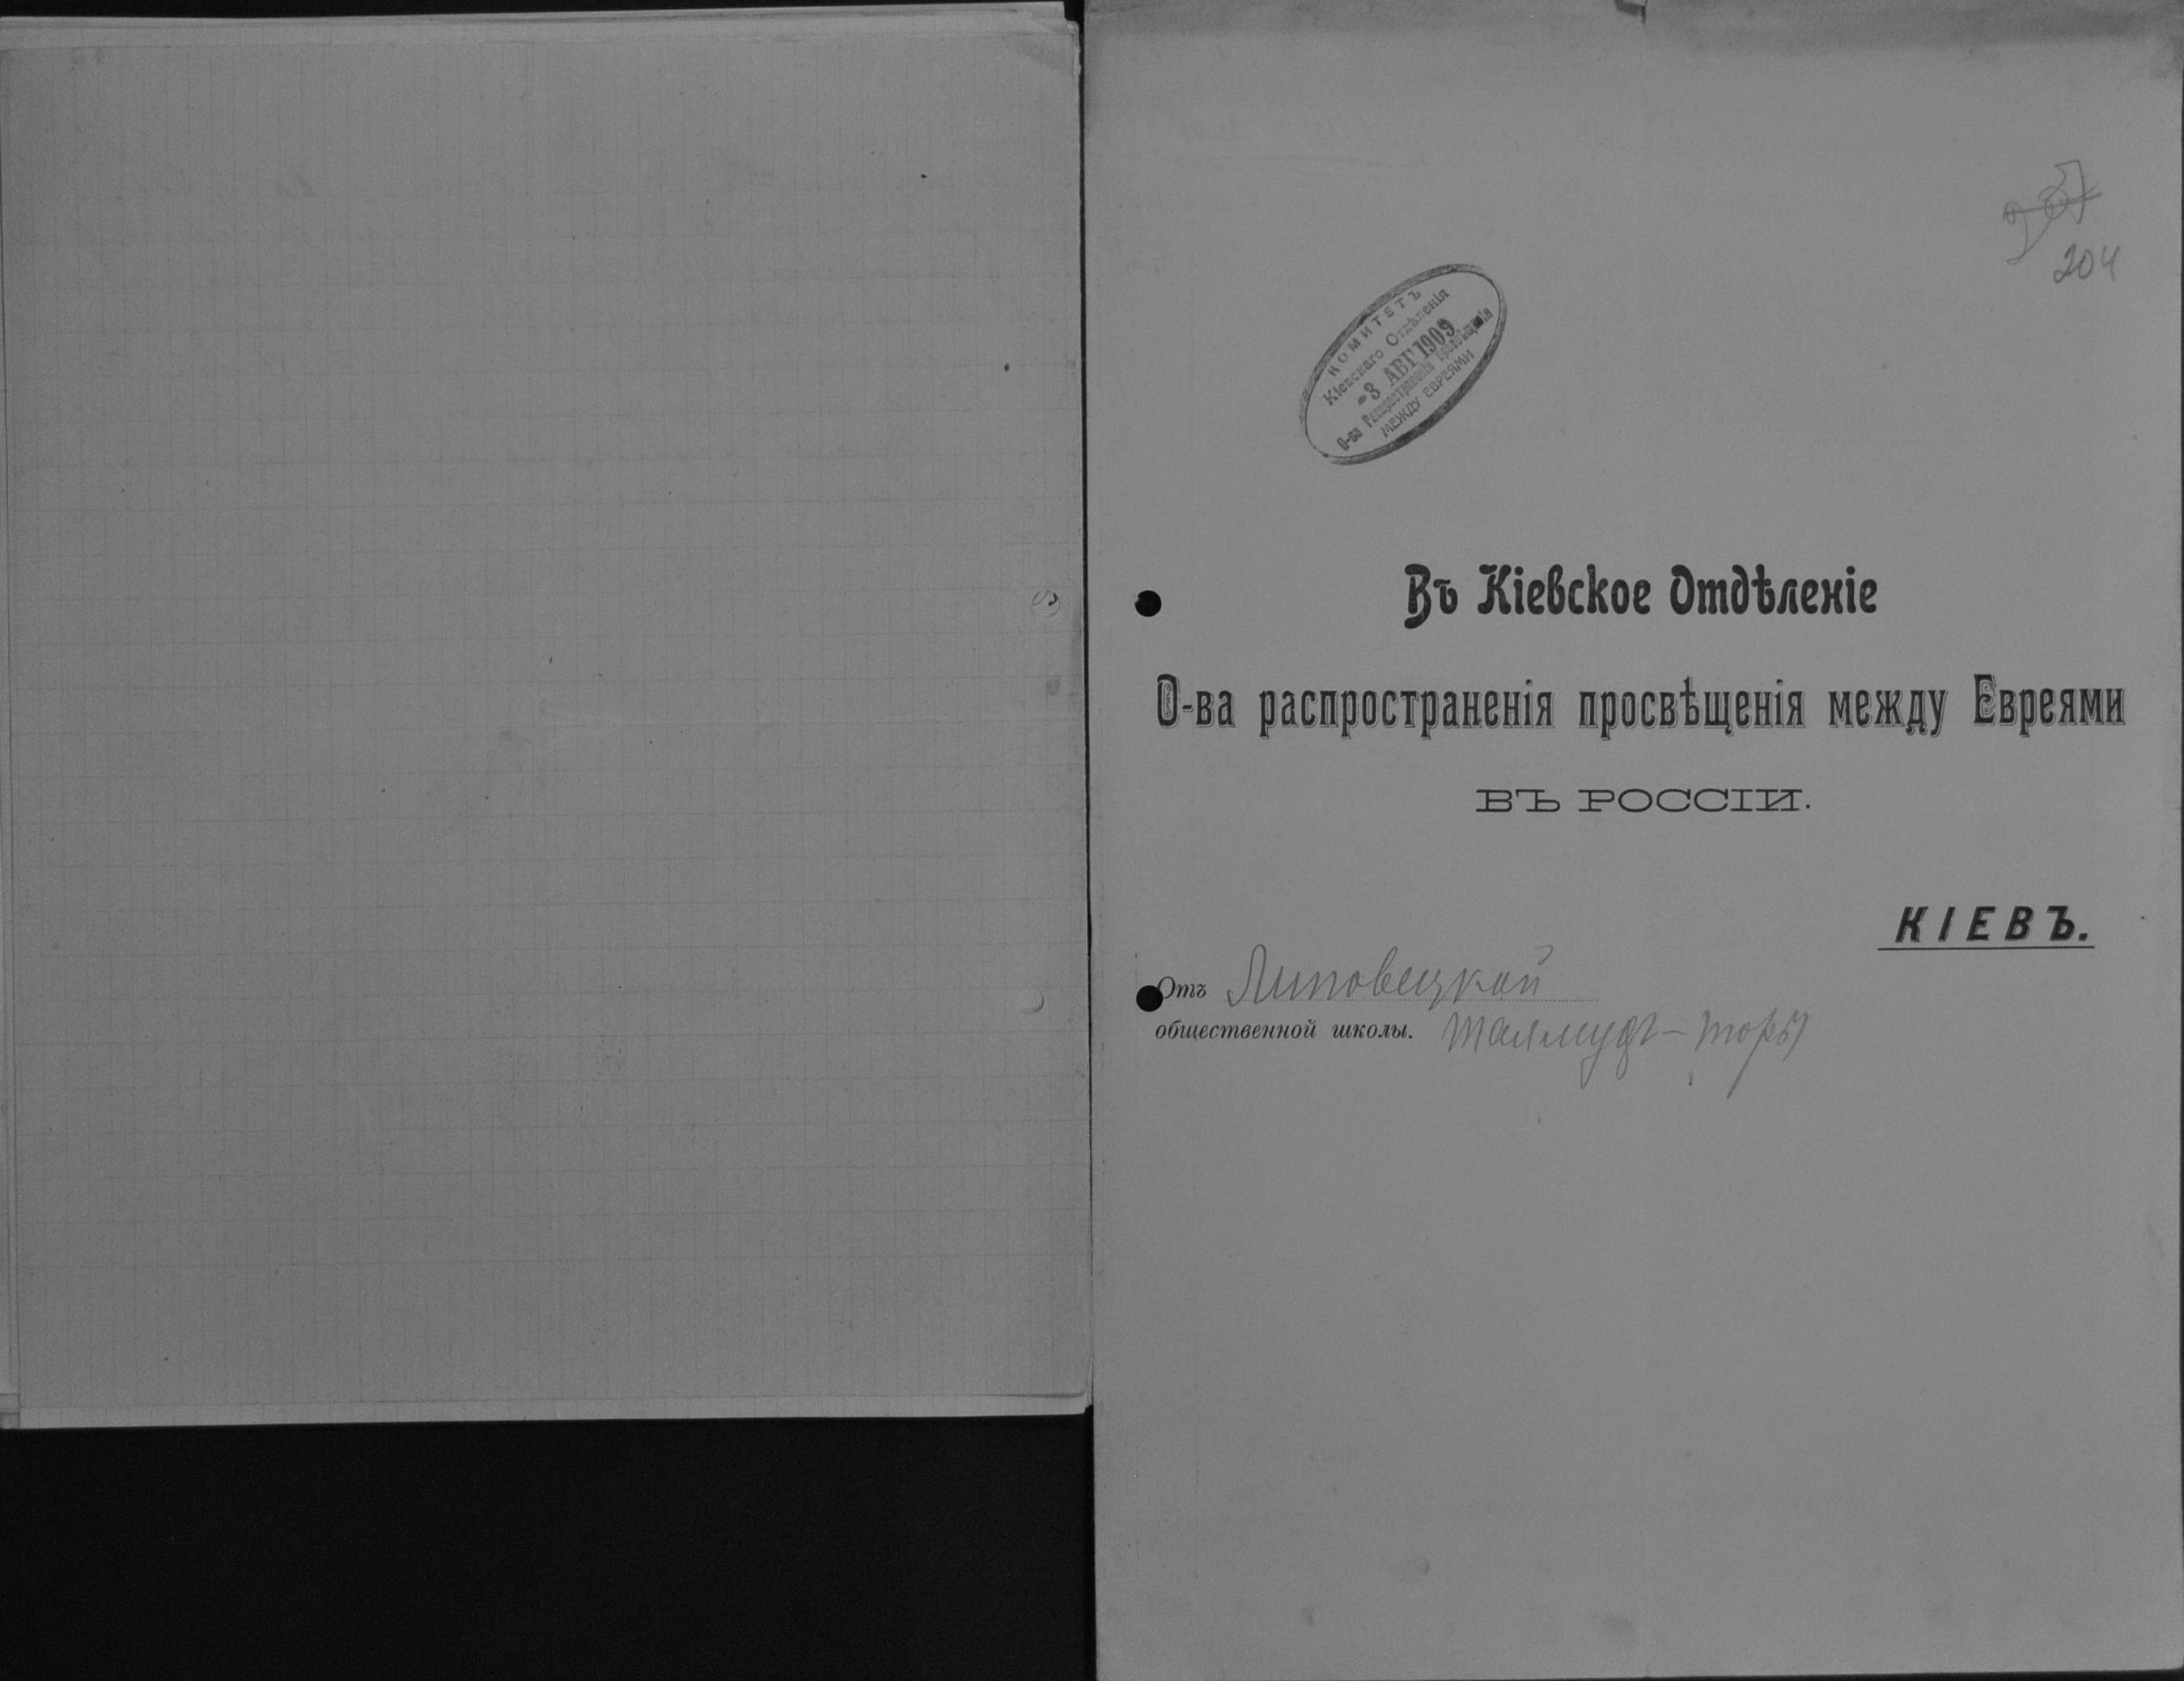 204
КОМИТЕТЪ
Кіевскаго Отдѣленія
-3 АВГ 1909
О-ва Распространенія Просвѣщенія
МЕЖДУ ЕВРЕЯМИ
Въ Кіевское Отдѣленіе
О-ва распространенія просвѣщенія между Евреями
ВЪ РОССІИ.
КІЕВЪ.
Отъ Липовецкой
общественной школы. Талмудъ-торы